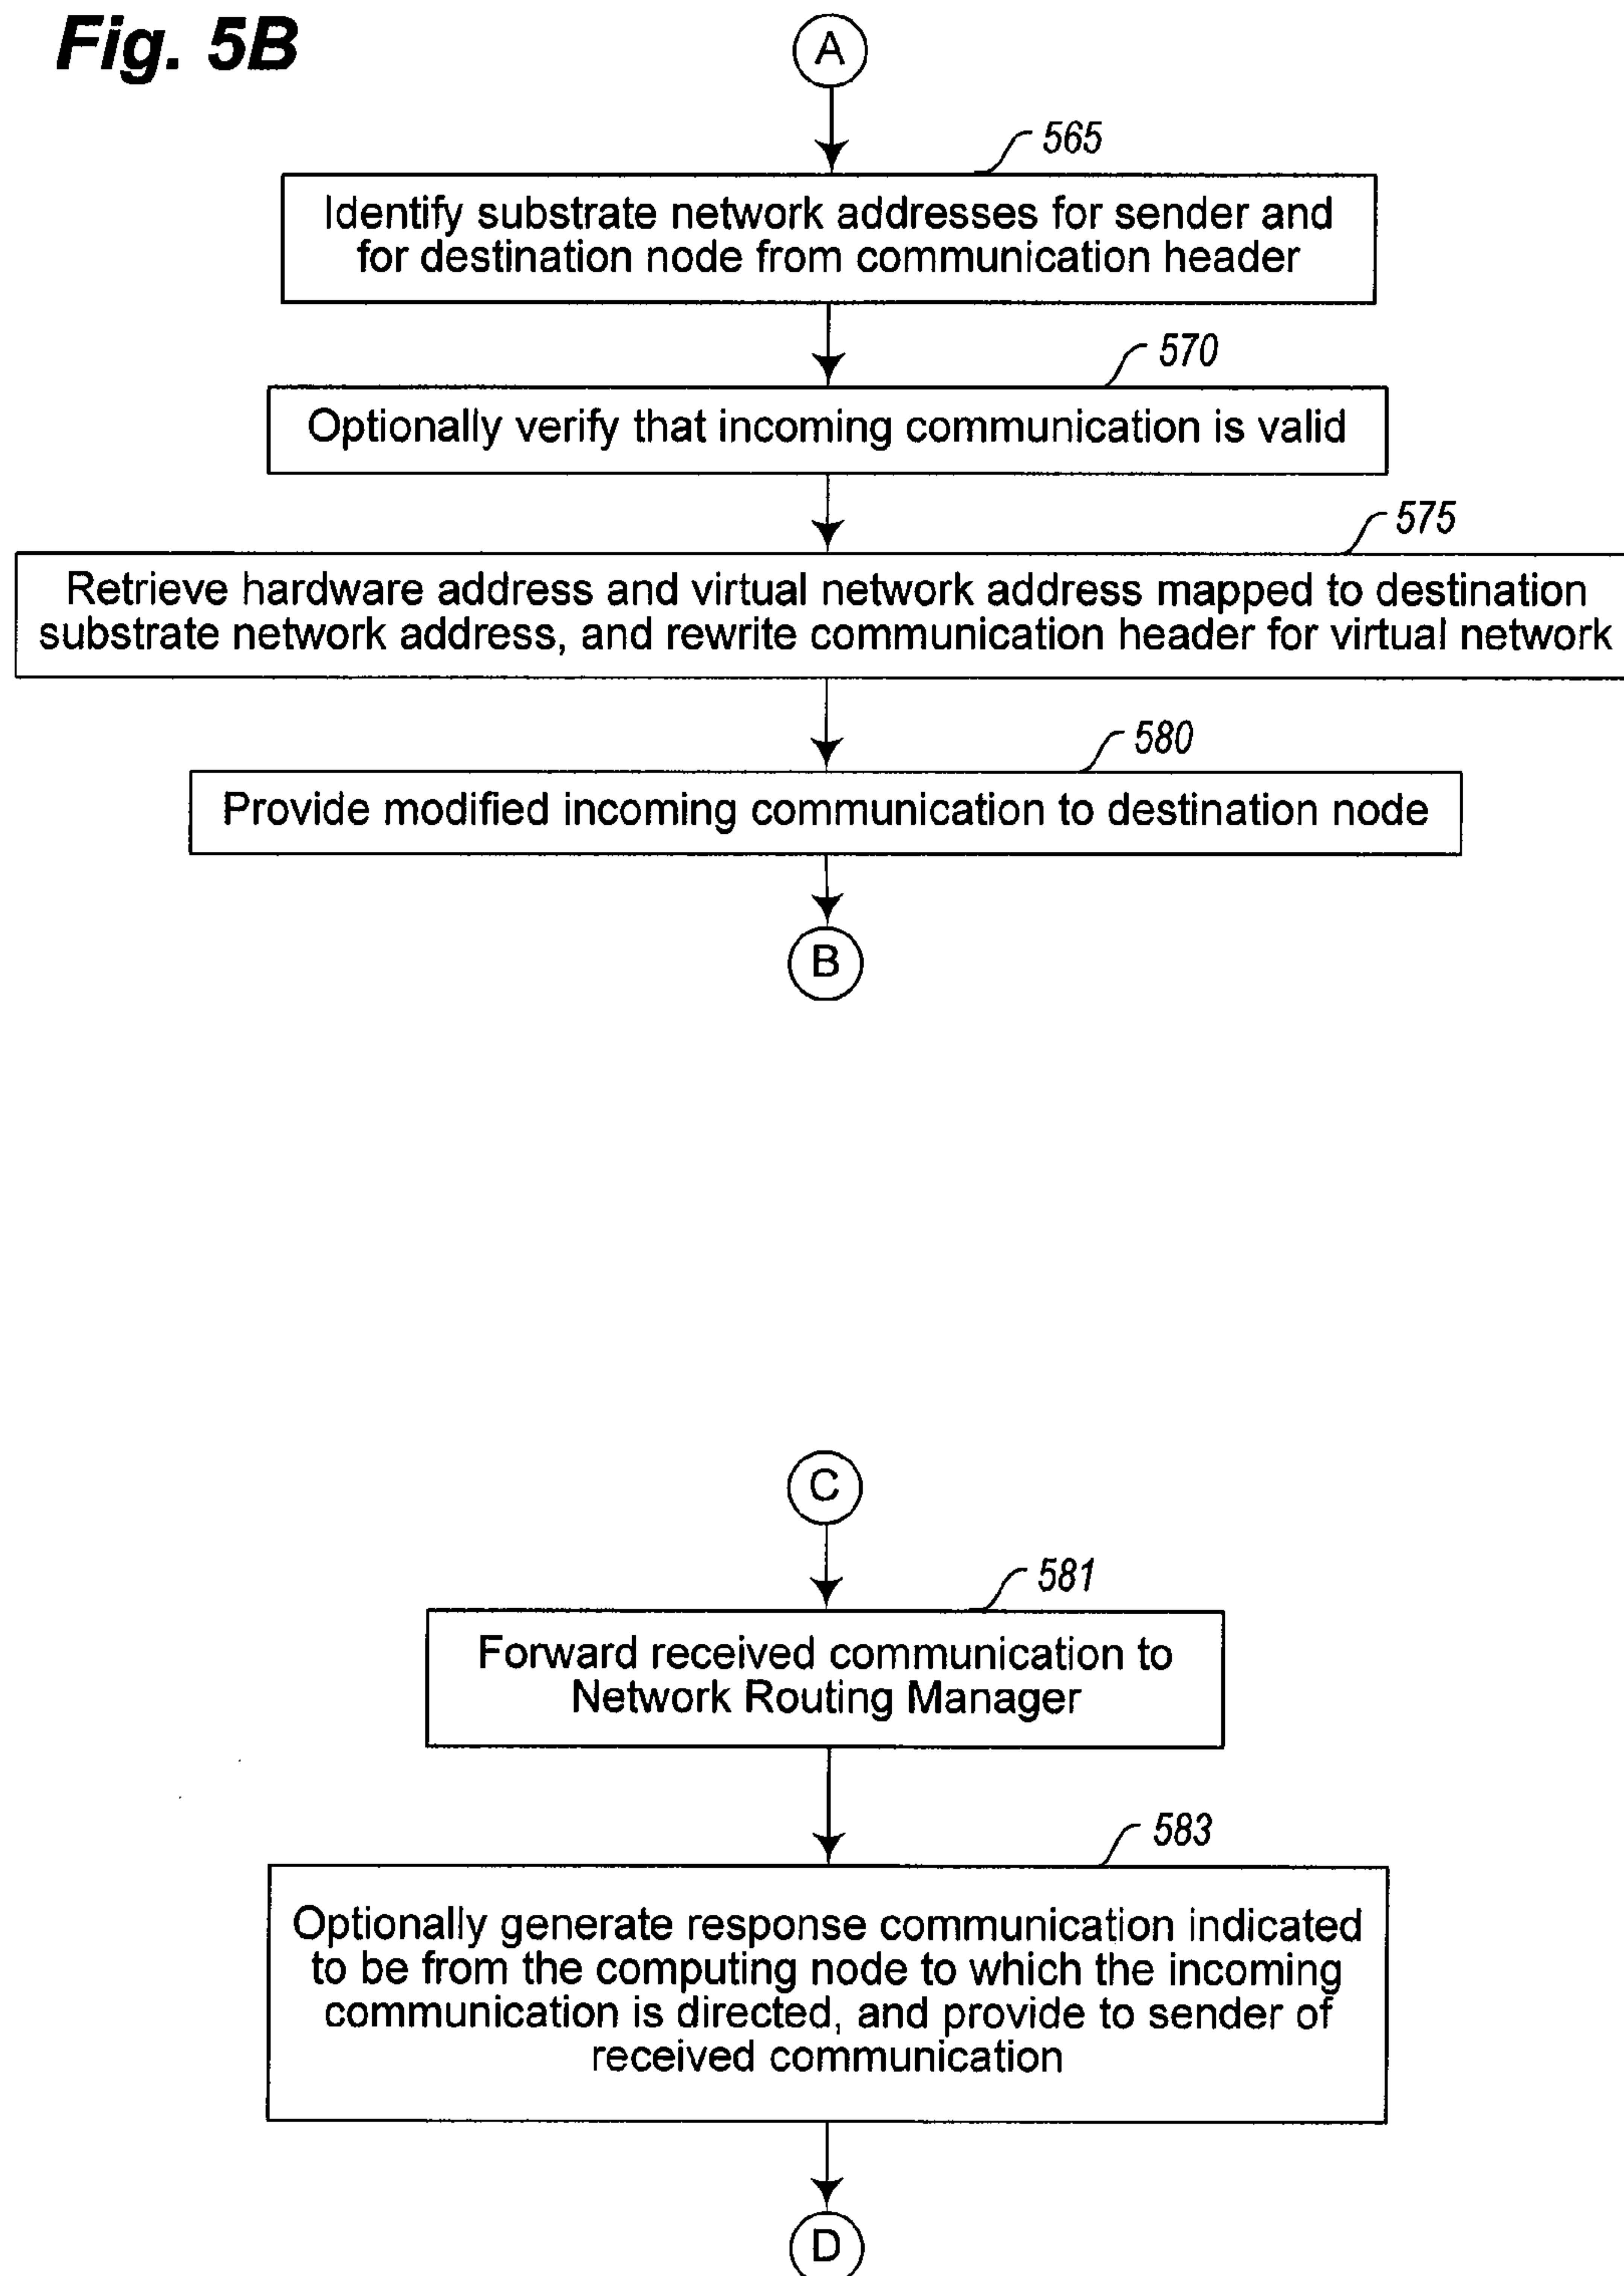 Fig. 5B
A
565
Identify substrate network addresses for sender and
for destination node from communication header
570
Optionally verify that incoming communication is valid
575
Retrieve hardware address and virtual network address mapped to destination
substrate network address, and rewrite communication header for virtual network
580
Provide modified incoming communication to destination node
B
C
581
Forward received communication to
Network Routing Manager
583
Optionally generate response communication indicated
to be from the computing node to which the incoming
communication is directed, and provide to sender of
received communication
D